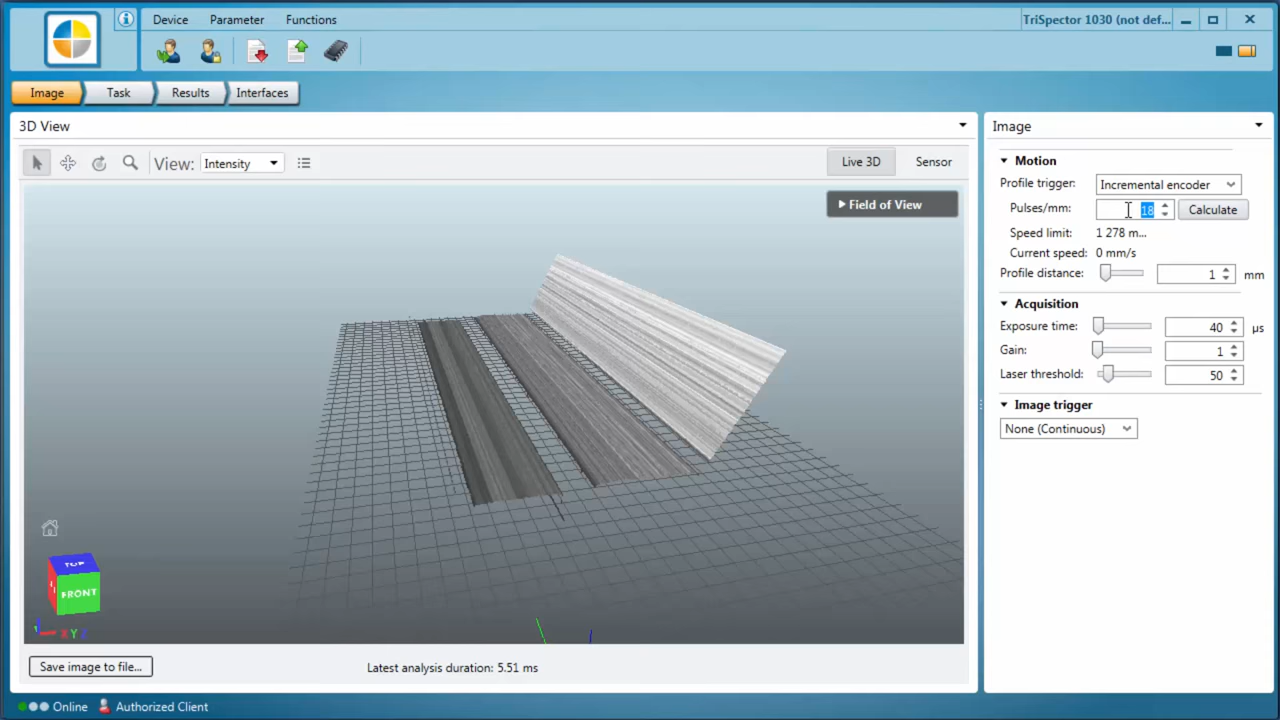 Device Parameter Functions
TriSpector 1030 (not def...
Image Task Results Interfaces
3D View
View: Intensity
Live 3D Sensor
Field of View
TOP
FRONT
X Y Z
Save image to file...
Latest analysis duration: 5.51 ms
Image
Motion
Profile trigger: Incremental encoder
Pulses/mm: 18 Calculate
Speed limit: 1 278 m...
Current speed: 0 mm/s
Profile distance: 1 mm
Acquisition
Exposure time: 40 µs
Gain: 1
Laser threshold: 50
Image trigger
None (Continuous)
Online Authorized Client